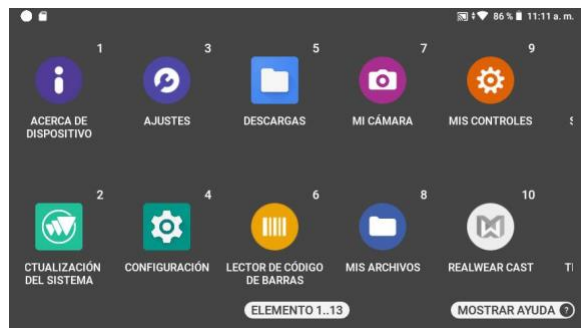 86 % 11:11 a. m.
1 3 5 7 9
ACERCA DE
DISPOSITIVO
AJUSTES
DESCARGAS
MI CÁMARA
MIS CONTROLES
2 4 6 8 10
CTUALIZACIÓN
DEL SISTEMA
CONFIGURACIÓN
LECTOR DE CÓDIGO
DE BARRAS
MIS ARCHIVOS
REALWEAR CAST
ELEMENTO 1..13
MOSTRAR AYUDA ?